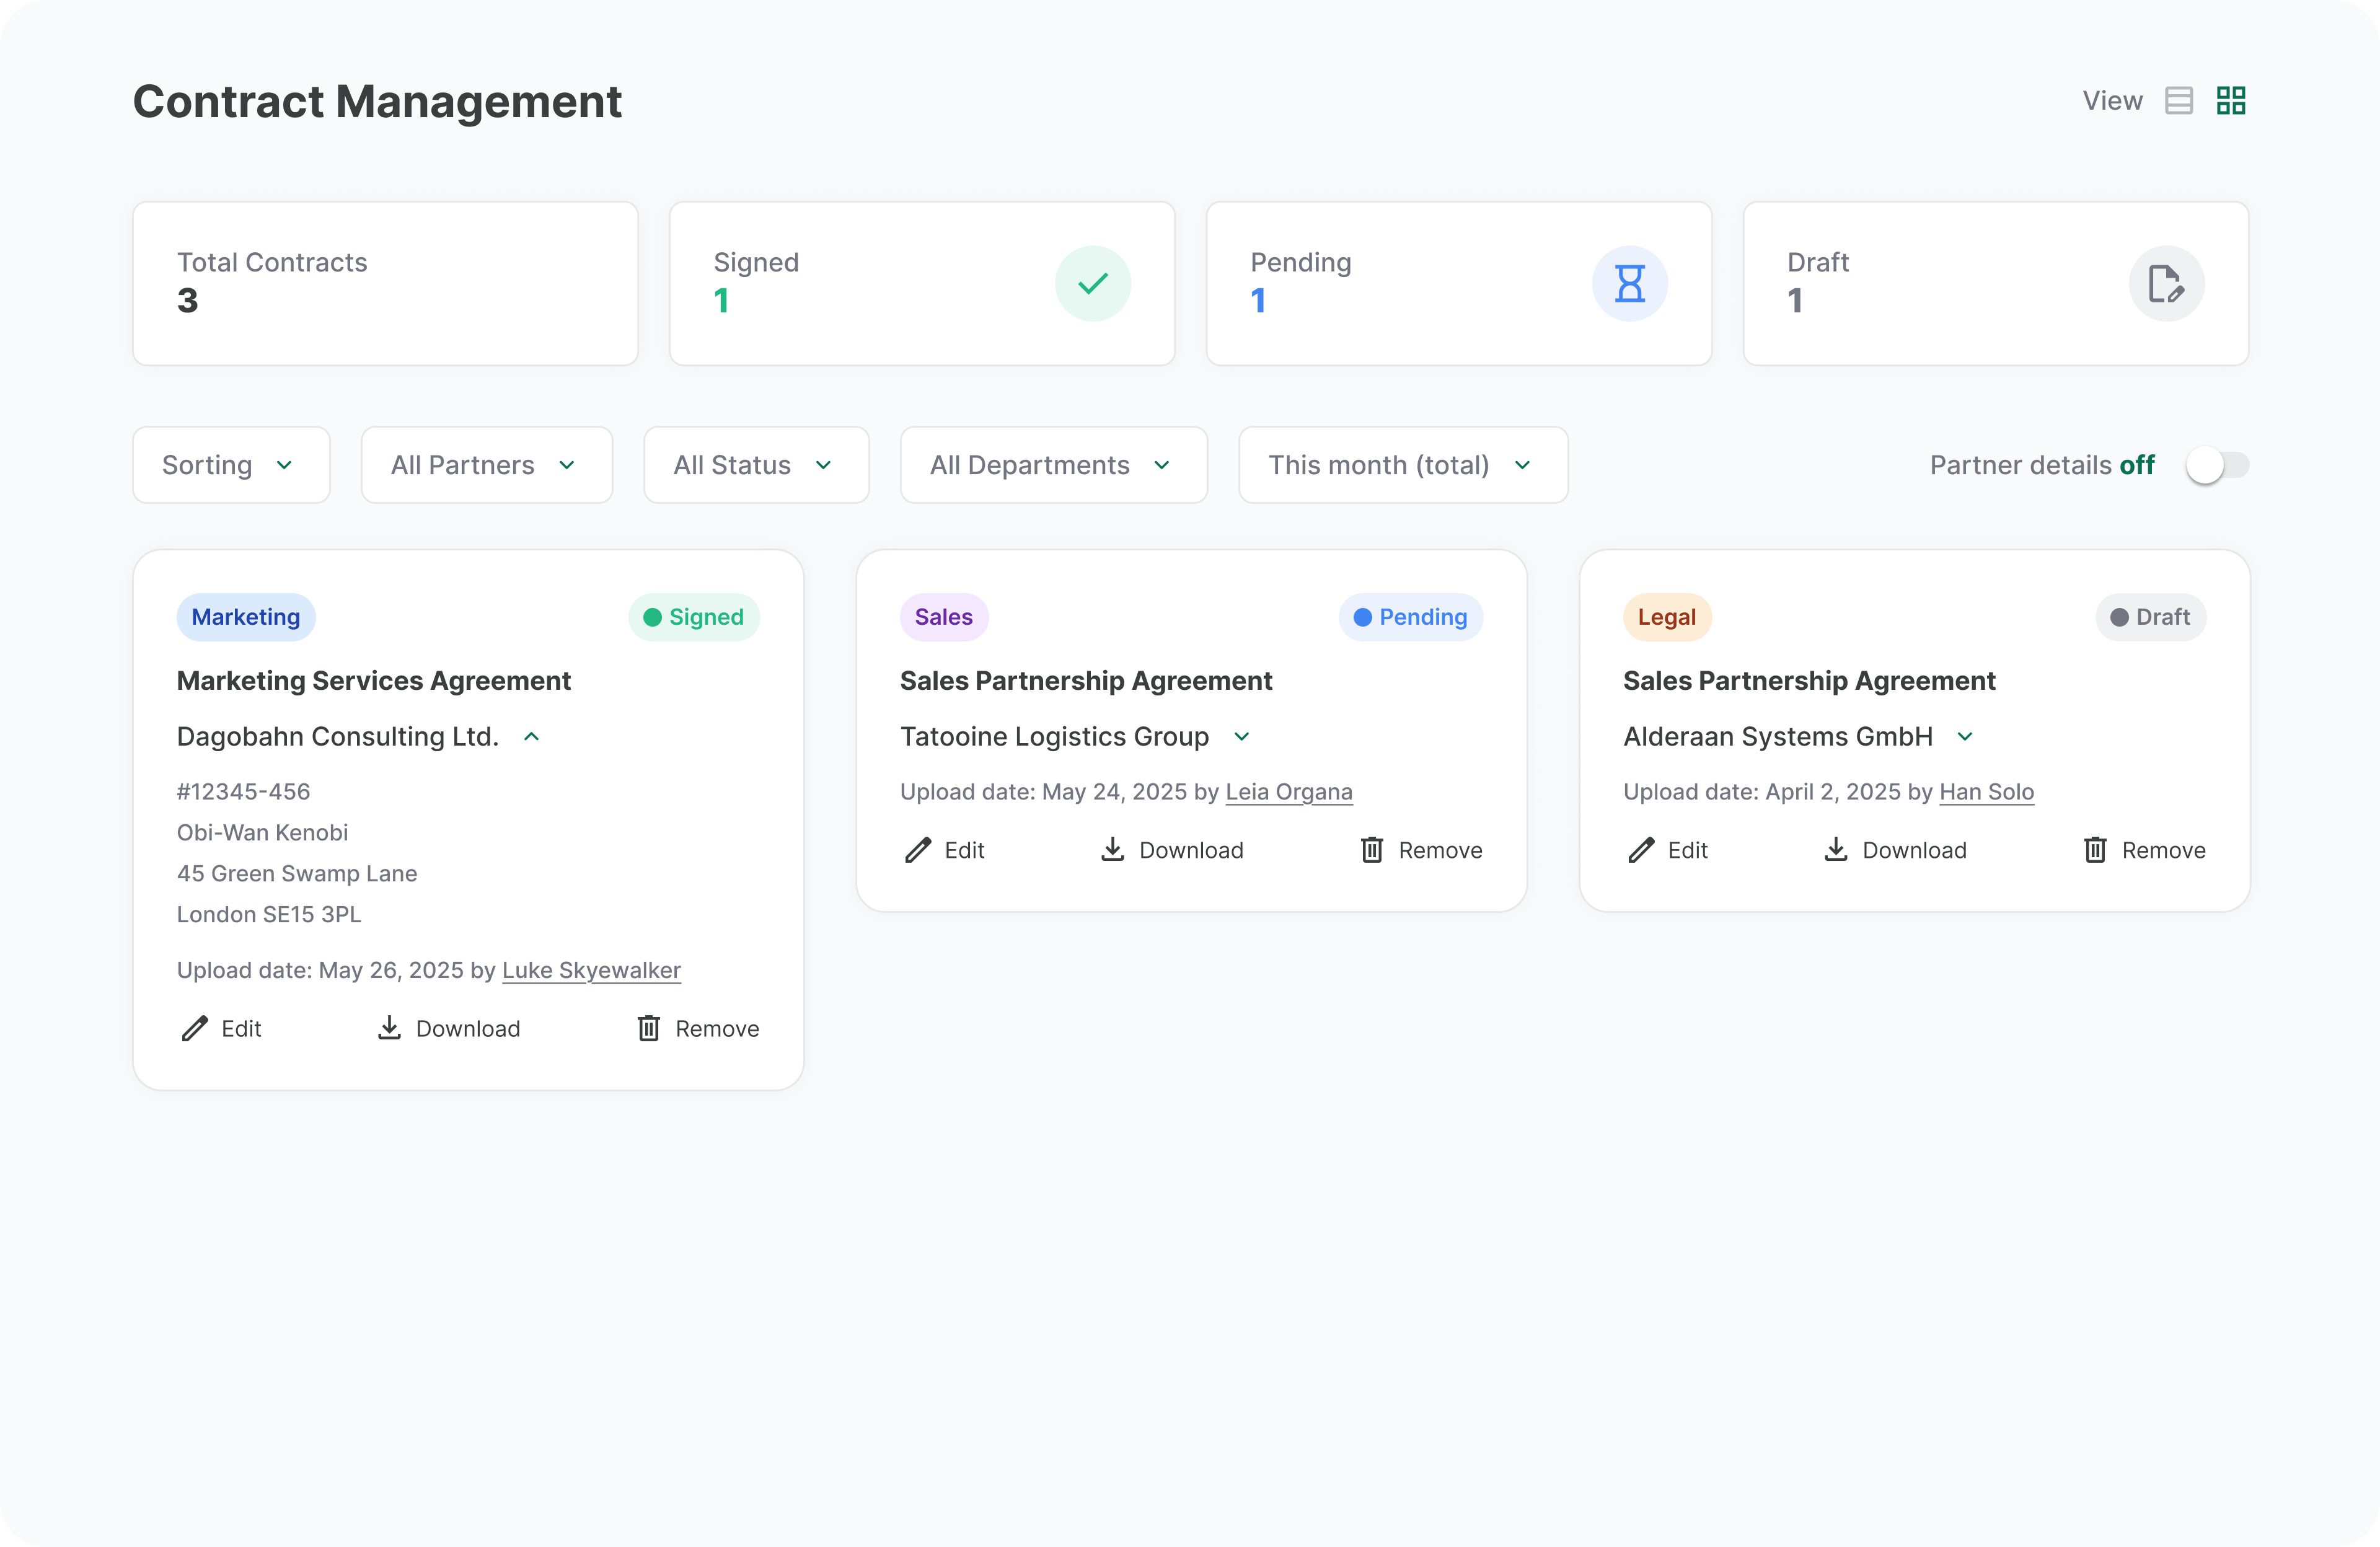 Contract Management
View
Total Contracts
3
Signed
1
Pending
1
Draft
1
Sorting
All Partners
All Status
All Departments
This month (total)
Partner details off
Marketing
Signed
Marketing Services Agreement
Dagobahn Consulting Ltd.
#12345-456
Obi-Wan Kenobi
45 Green Swamp Lane
London SE15 3PL
Upload date: May 26, 2025 by Luke Skyewalker
Edit
Download
Remove
Sales
Pending
Sales Partnership Agreement
Tatooine Logistics Group
Upload date: May 24, 2025 by Leia Organa
Edit
Download
Remove
Legal
Draft
Sales Partnership Agreement
Alderaan Systems GmbH
Upload date: April 2, 2025 by Han Solo
Edit
Download
Remove